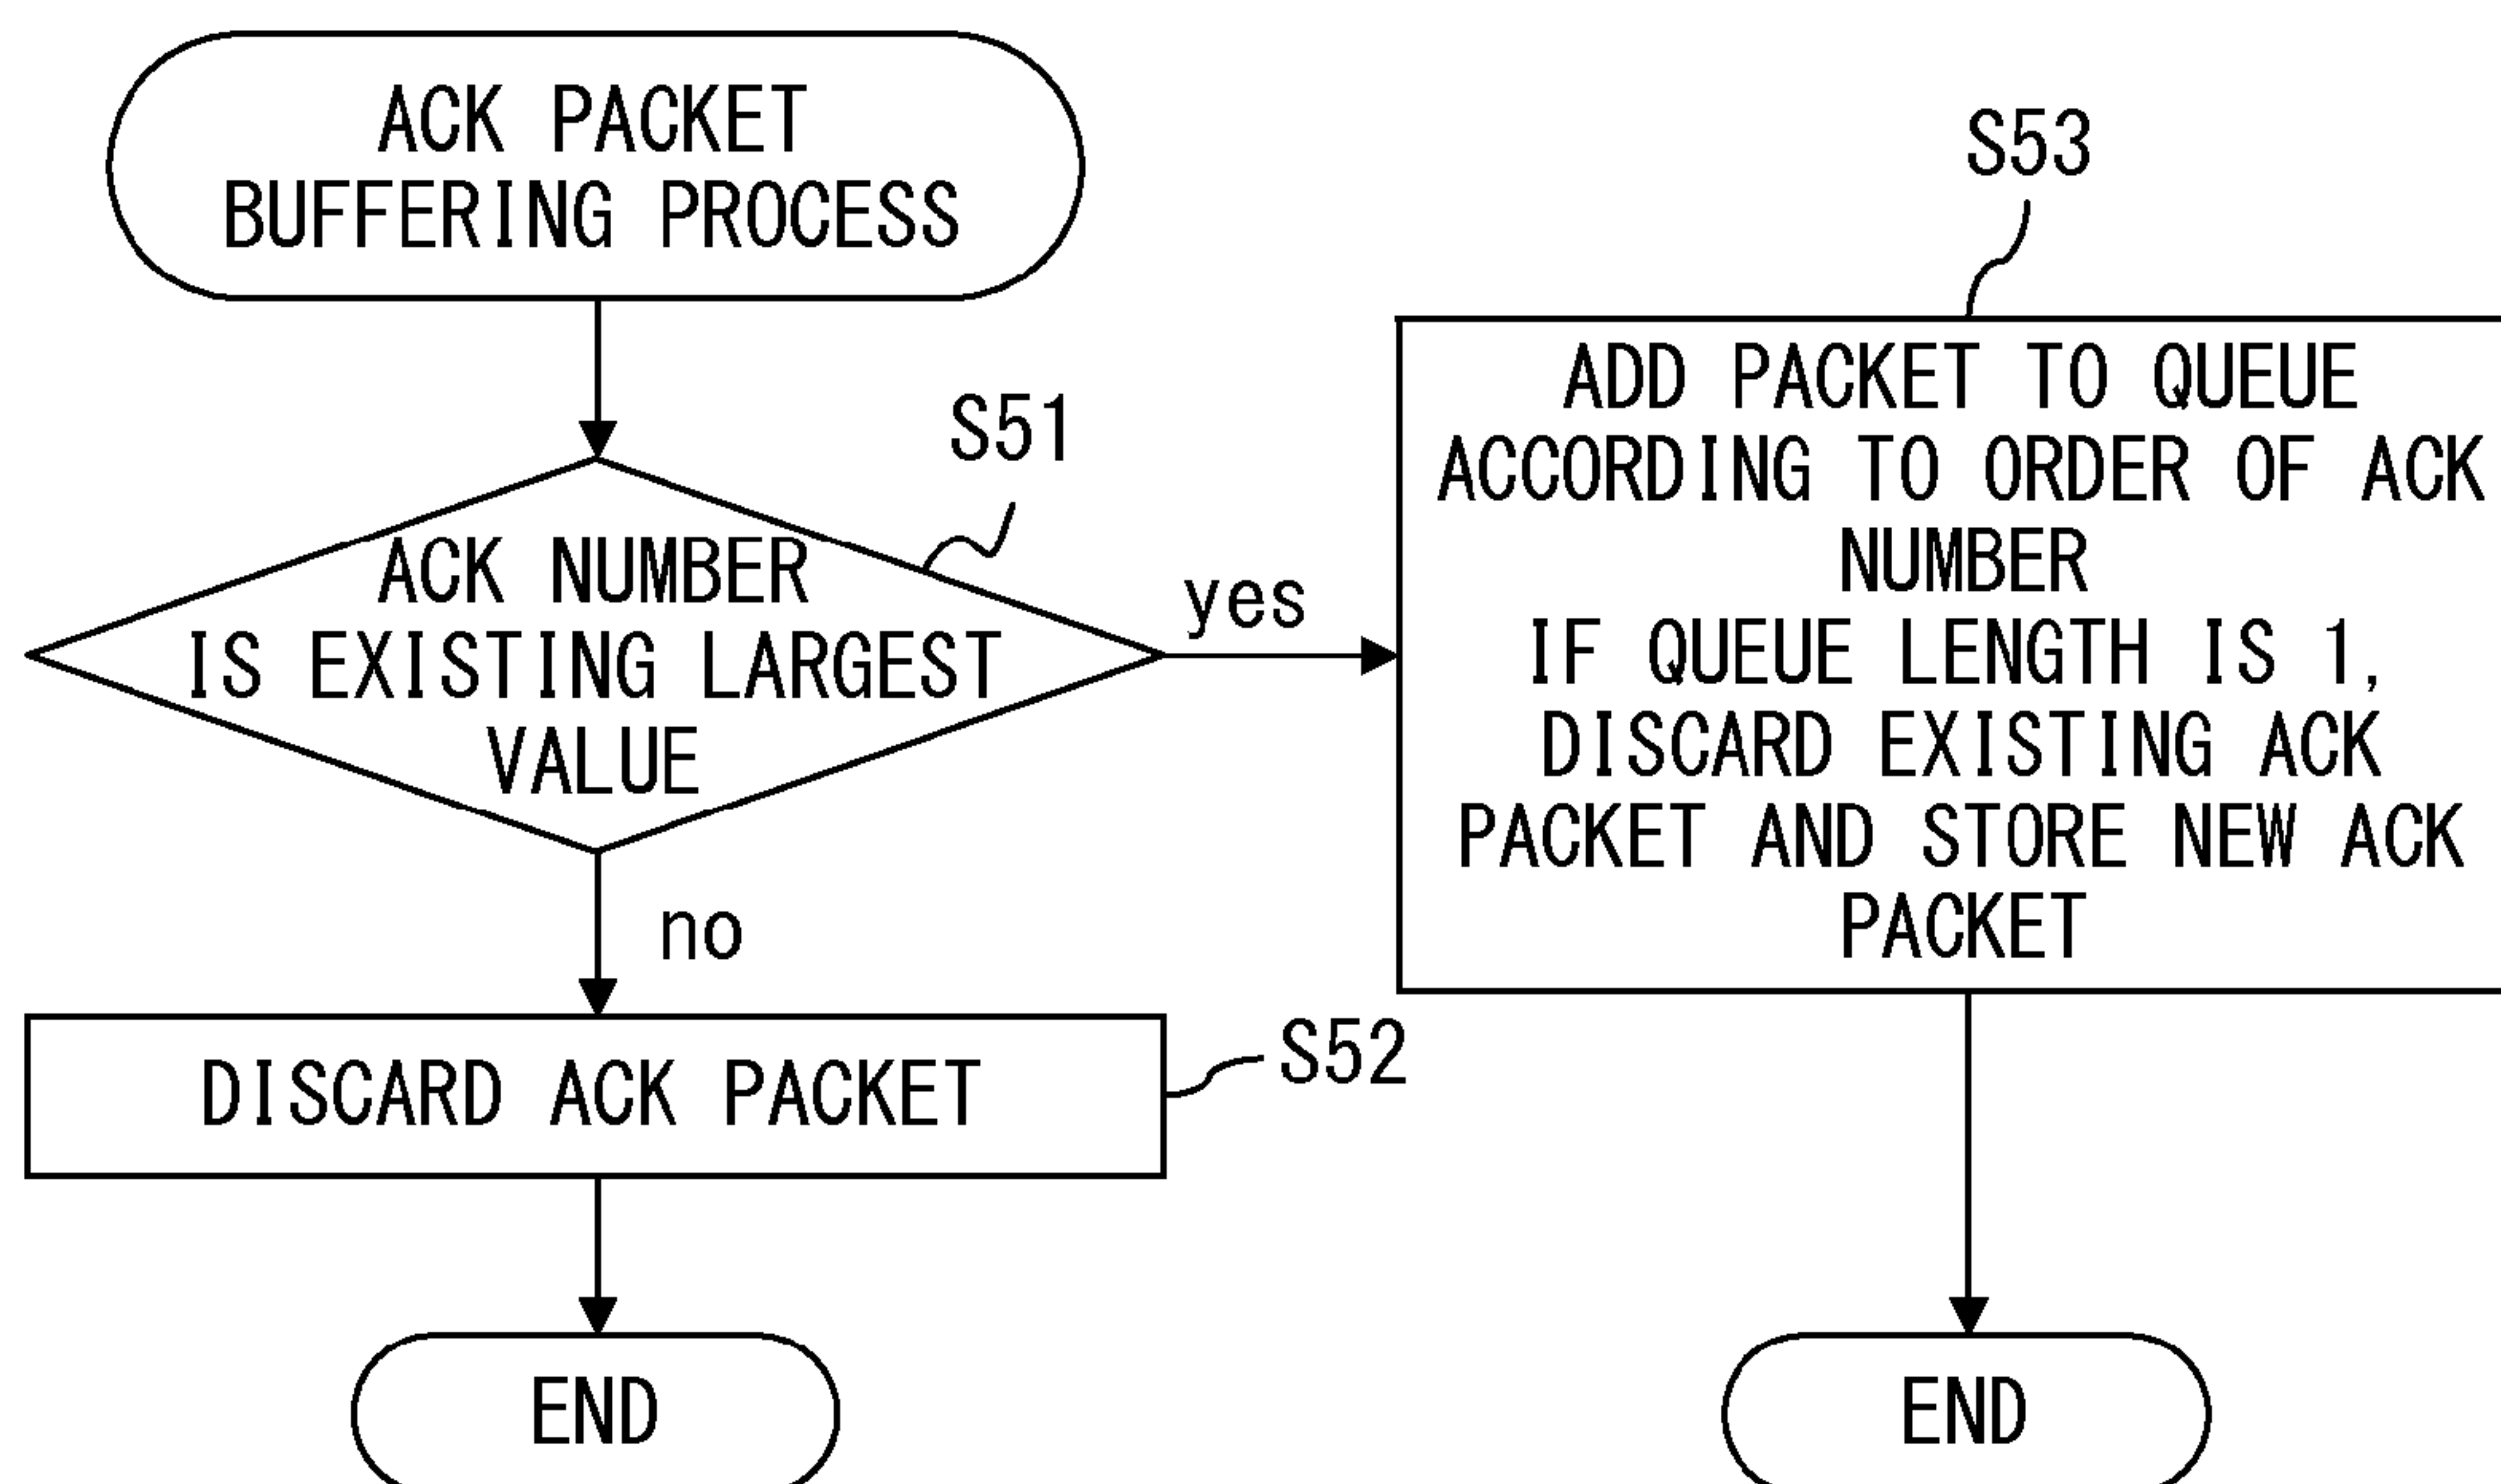 ACK PACKET
BUFFERING PROCESS
S51
ACK NUMBER
IS EXISTING LARGEST
VALUE
yes
no
DISCARD ACK PACKET
S52
END
S53
ADD PACKET TO QUEUE
ACCORDING TO ORDER OF ACK
NUMBER
IF QUEUE LENGTH IS 1,
DISCARD EXISTING ACK
PACKET AND STORE NEW ACK
PACKET
END